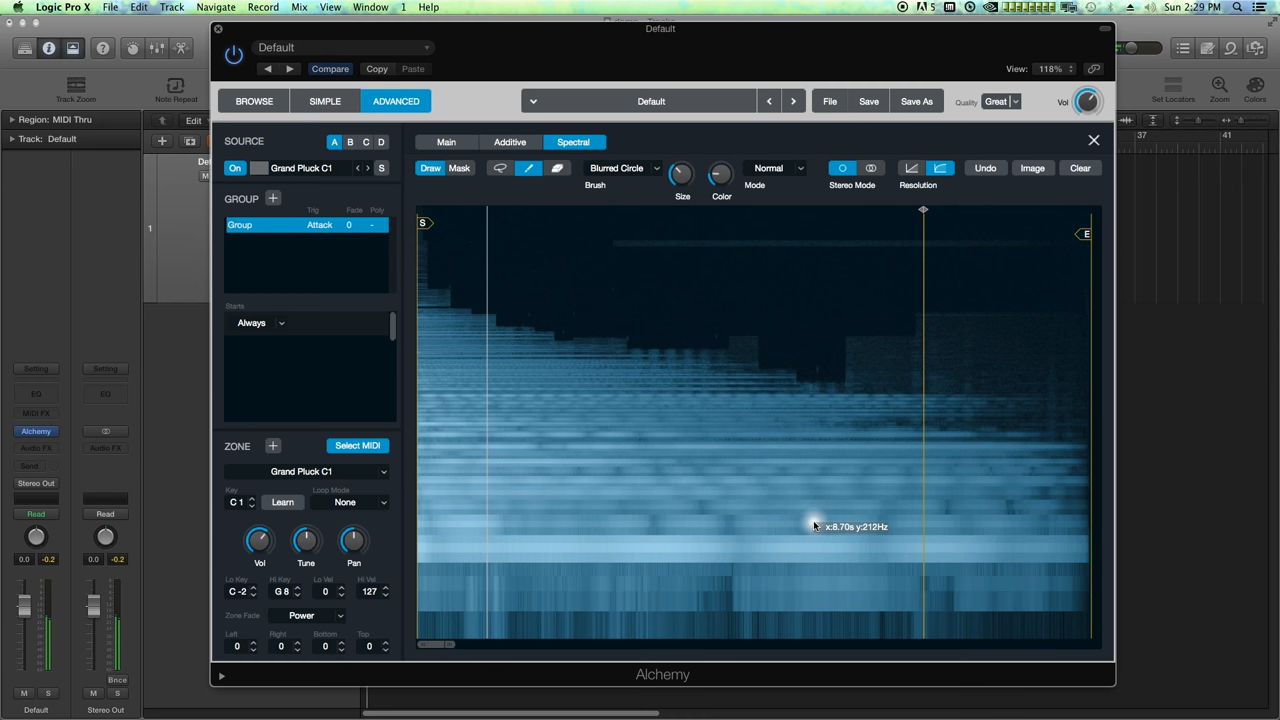 Logic Pro X File Edit Track Navigate Record Mix View Window 1 Help
5 Sun 2:29 PM
Default
Default
Compare Copy Paste
View: 118%
Track Zoom Note Repeat
Set Locators Zoom Colors
BROWSE SIMPLE ADVANCED
Default
File Save Save As Quality Great Vol
Region: MIDI Thru
Edit
Track: Default
37 41
SOURCE A B C D
Main Additive Spectral
On Grand Pluck C1 S
Draw Mask
Blurred Circle
Brush
Size Color
Normal
Mode
Stereo Mode
Resolution
Undo Image Clear
GROUP
Trig Fade Poly
Group Attack 0 -
S
E
1
M
Starts
Always
Setting Setting
EQ EQ
MIDI FX
Alchemy
Audio FX Audio FX
Send
Stereo Out
Read Read
ZONE Select MIDI
Grand Pluck C1
Key Loop Mode
C 1 Learn None
x:8.70s y:212Hz
0.0 -0.2 0.0 -0.2
Vol Tune Pan
Lo Key Hi Key Lo Vel Hi Vel
C -2 G 8 0 127
Zone Fade Power
Left Right Bottom Top
0 0 0 0
Bnce
M S M S
Default Stereo Out
Alchemy